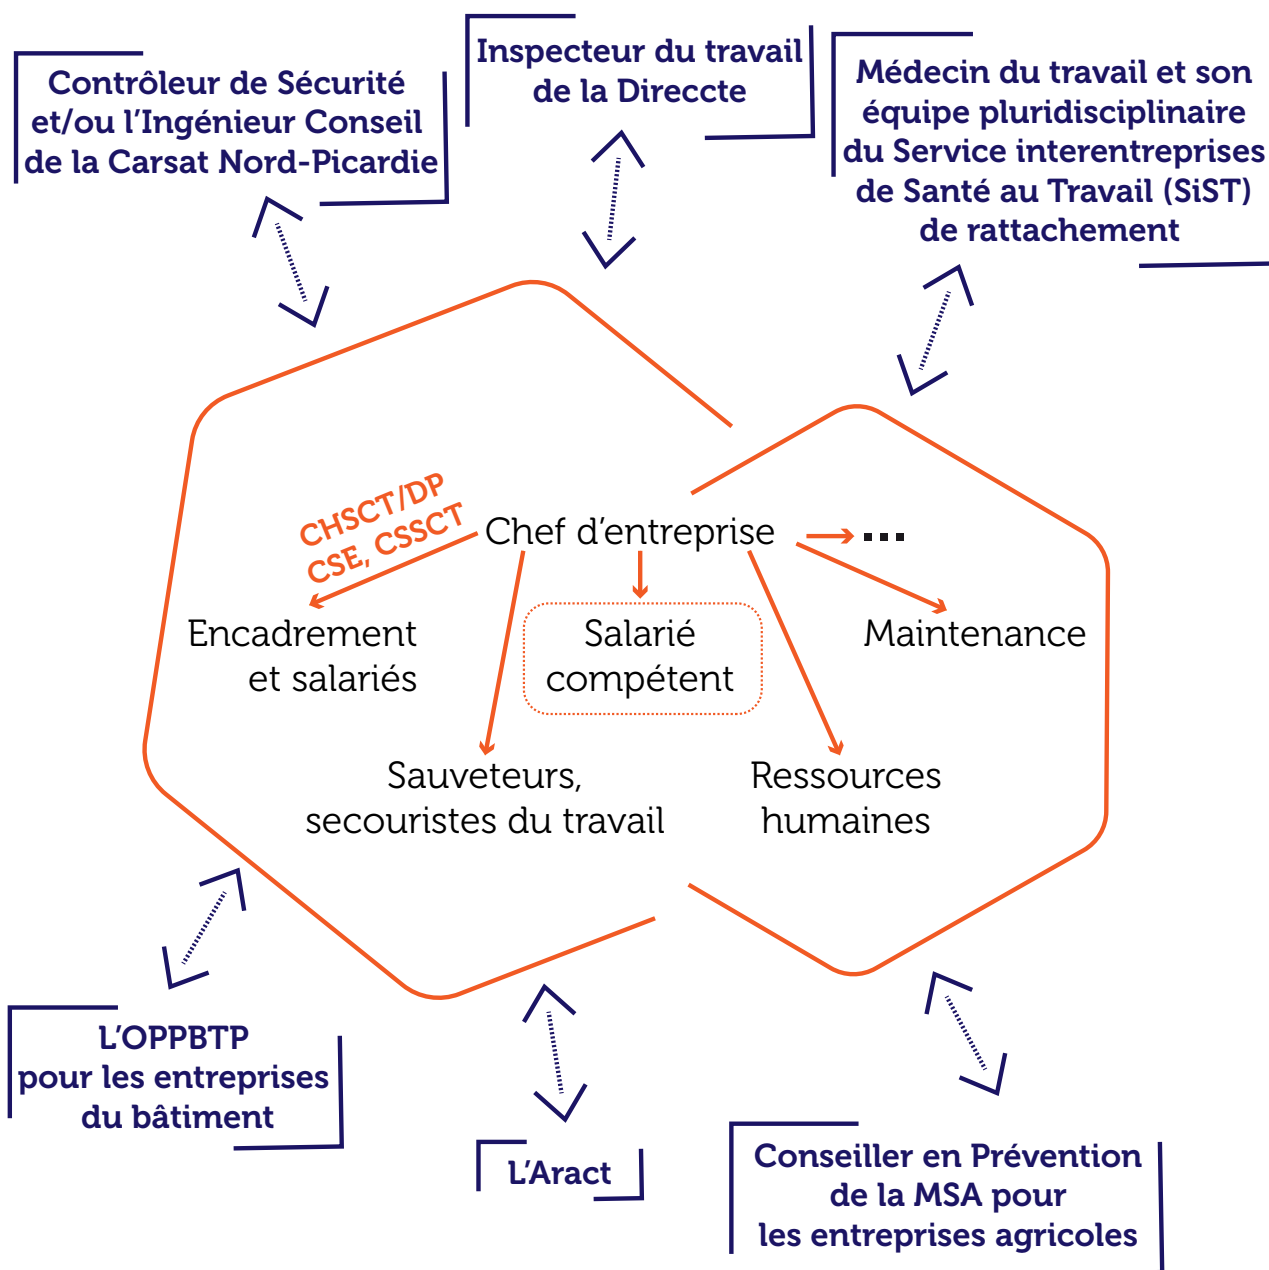 Contrôleur de Sécurité
et/ou l'Ingénieur Conseil
de la Carsat Nord-Picardie
Inspecteur du travail
de la Direccte
Médecin du travail et son
équipe pluridisciplinaire
du Service interentreprises
de Santé au Travail (SiST)
de rattachement
CHSCT/DP
CSE, CSSCT
Chef d'entreprise
...
Encadrement
et salariés
Salarié
compétent
Maintenance
Sauveteurs,
secouristes du travail
Ressources
humaines
L'OPPBTP
pour les entreprises
du bâtiment
L'Aract
Conseiller en Prévention
de la MSA pour
les entreprises agricoles